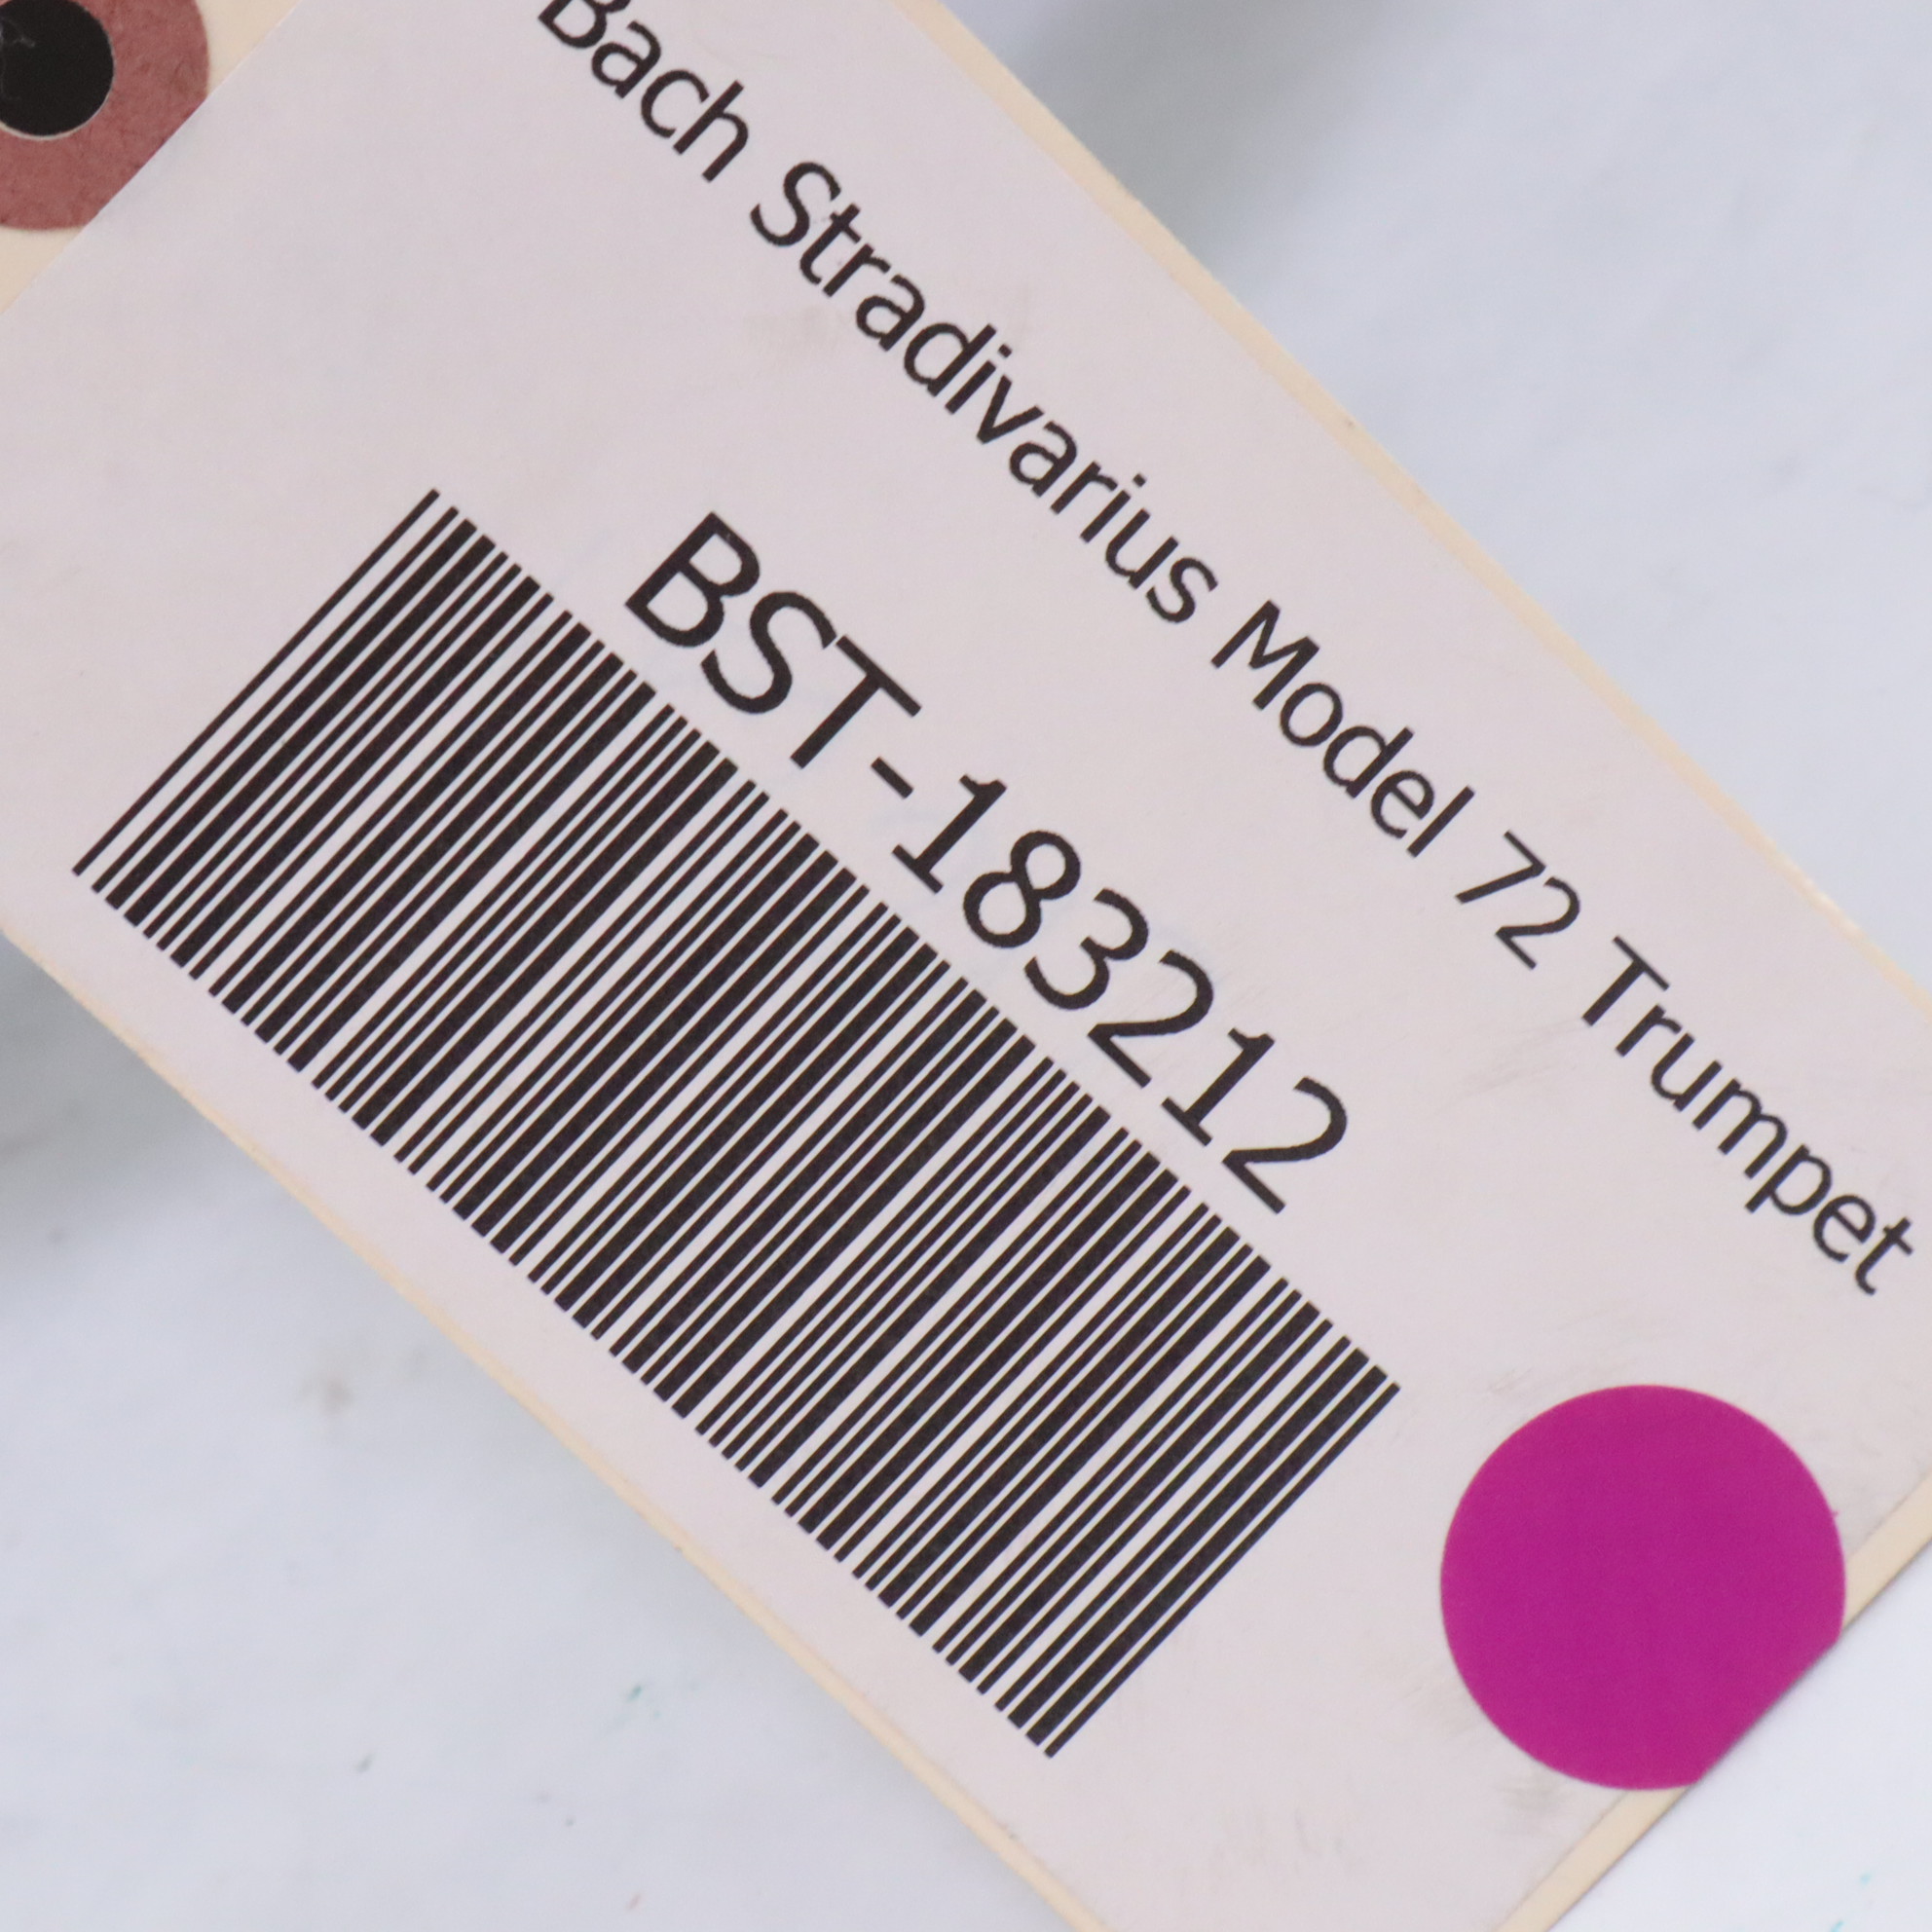 Bach Stradivarius Model 72 Trumpet
BST-183212